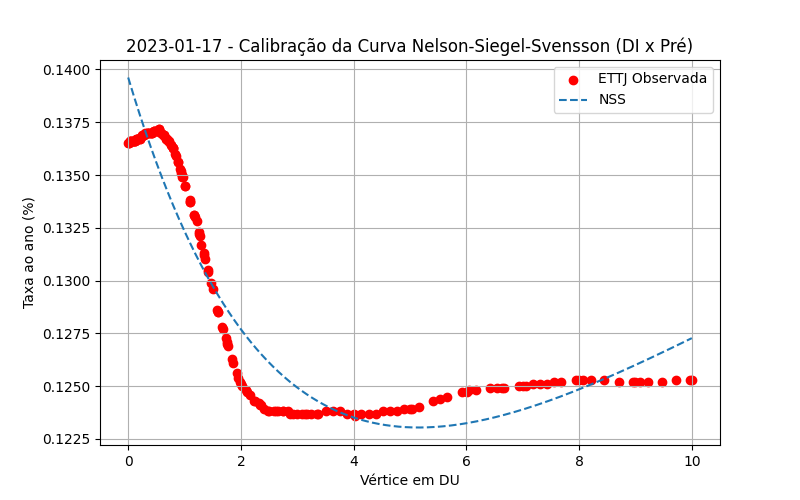 2023-01-17 - Calibração da Curva Nelson-Siegel-Svensson (DI x Pré)
ETTJ Observada
NSS
Taxa ao ano (%)
0.1400
0.1375
0.1350
0.1325
0.1300
0.1275
0.1250
0.1225
0 2 4 6 8 10
Vértice em DU